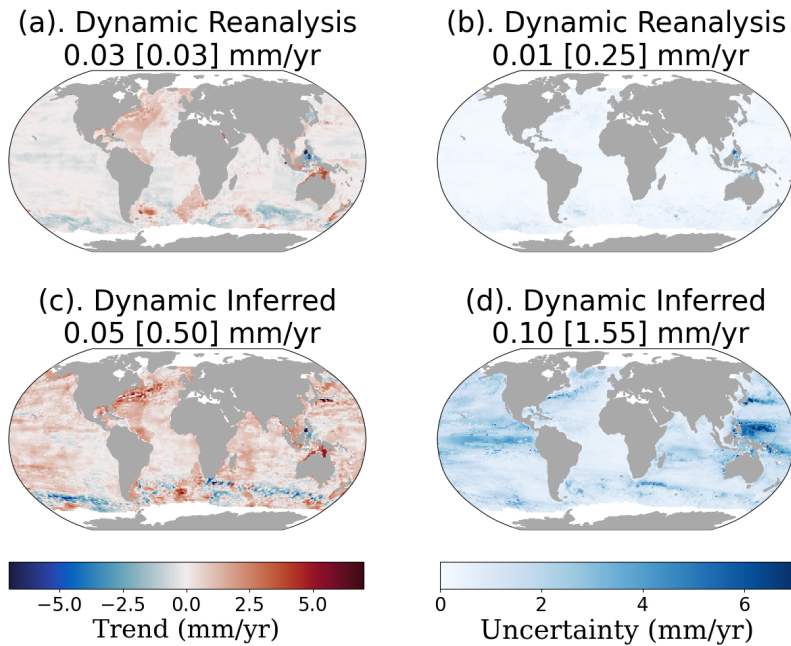 (a). Dynamic Reanalysis
0.03 [0.03] mm/yr
(b). Dynamic Reanalysis
0.01 [0.25] mm/yr
(c). Dynamic Inferred
0.05 [0.50] mm/yr
(d). Dynamic Inferred
0.10 [1.55] mm/yr
−5.0 −2.5 0.0 2.5 5.0
Trend (mm/yr)
0 2 4 6
Uncertainty (mm/yr)